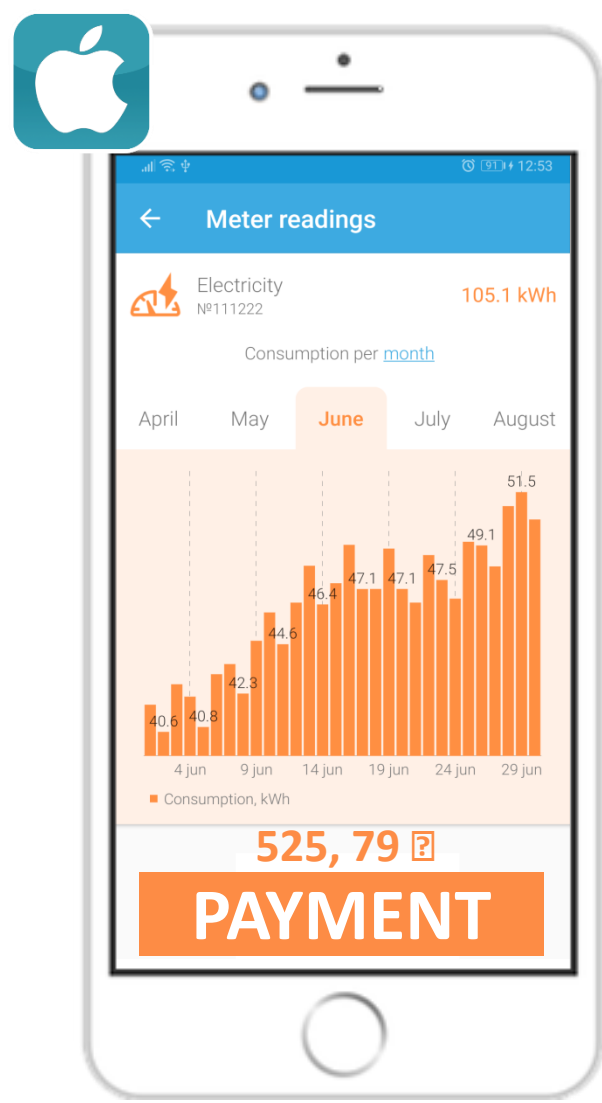 91 12:53
Meter readings
Electricity
105.1 kWh
№111222
Consumption per month
April May June July August
51.5
49.1
47.5
47.1 47.1
46.4
44.6
42.3
40.8
40.6
4 jun 9 jun 14 jun 19 jun 24 jun 29 jun
Consumption, kWh
525, 79
PAYMENT